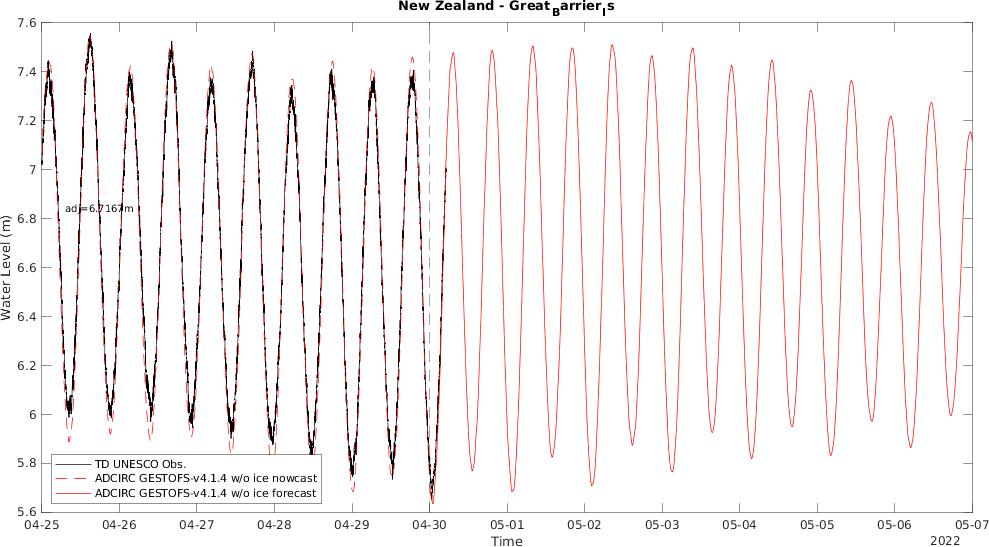 New Zealand - GreatBarrierIs
7.6
7.4
7.2
7
6.8
6.6
6.4
6.2
6
5.8
5.6
Water Level (m)
adj=6.7167m
TD UNESCO Obs.
ADCIRC GESTOFS-v4.1.4 w/o ice nowcast
ADCIRC GESTOFS-v4.1.4 w/o ice forecast
04-25 04-26 04-27 04-28 04-29 04-30 05-01 05-02 05-03 05-04 05-05 05-06 05-07
Time
2022